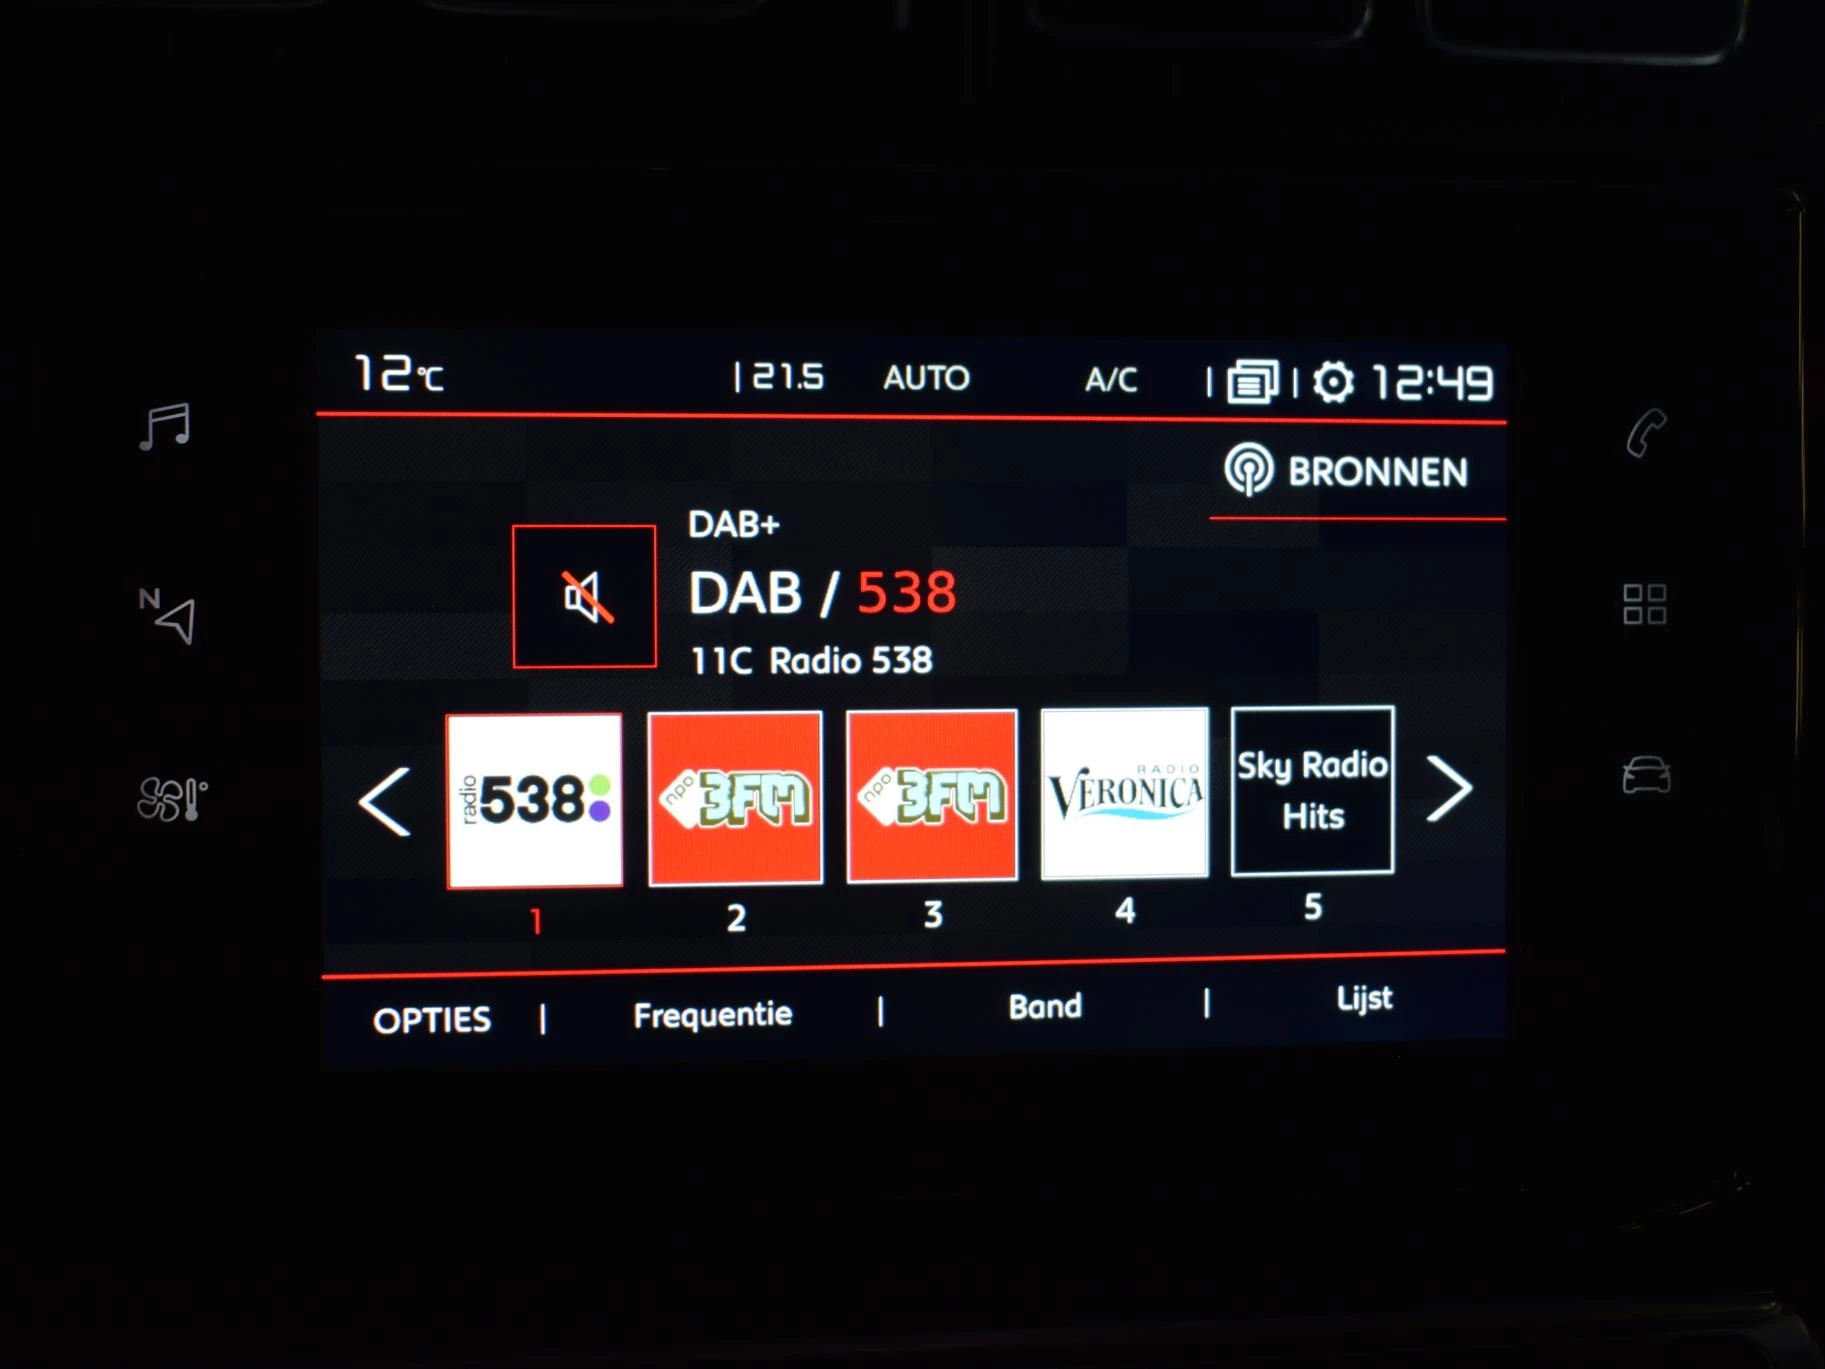 12°C | 21.5 AUTO A/C | | 12:49
BRONNEN
DAB+
DAB / 538
11C Radio 538
N
radio 538
npo 3FM
npo 3FM
RADIO
VERONICA
Sky Radio
Hits
1 2 3 4 5
OPTIES | Frequentie | Band | Lijst